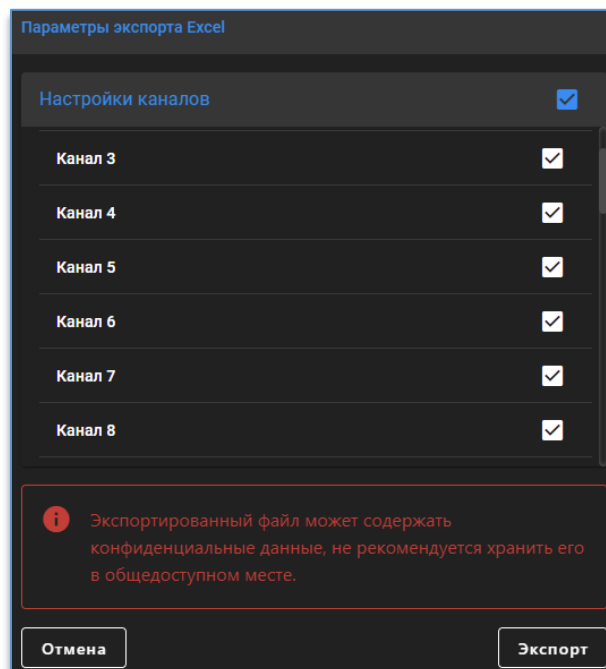 Параметры экспорта Excel
Настройки каналов
Канал 3
Канал 4
Канал 5
Канал 6
Канал 7
Канал 8
Экспортированный файл может содержать
конфиденциальные данные, не рекомендуется хранить его
в общедоступном месте.
Отмена
Экспорт